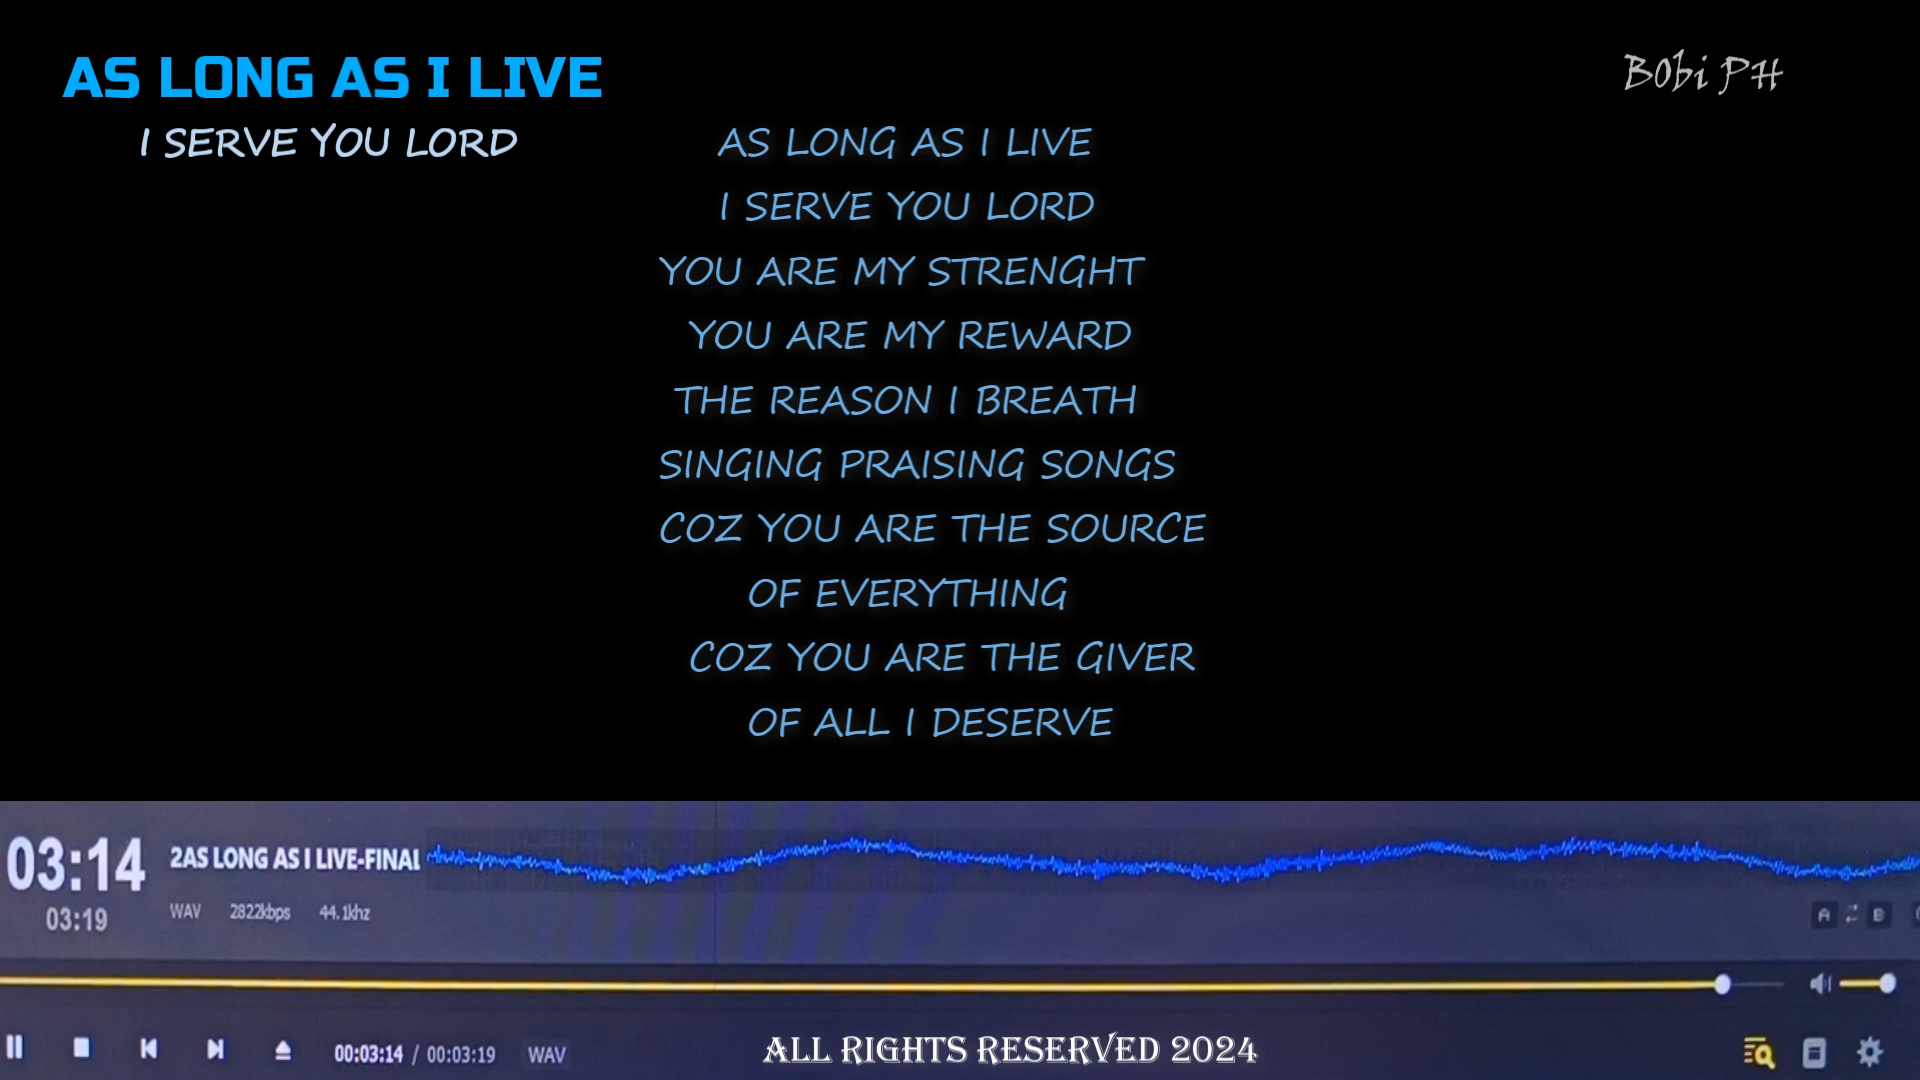 AS LONG AS I LIVE
I SERVE YOU LORD
BObi PH
AS LONG AS I LIVE
I SERVE YOU LORD
YOU ARE MY STRENGHT
YOU ARE MY REWARD
THE REASON I BREATH
SINGING PRAISING SONGS
COZ YOU ARE THE SOURCE
OF EVERYTHING
COZ YOU ARE THE GIVER
OF ALL I DESERVE
03:14
2AS LONG AS I LIVE-FINAL
03:19
WAV 2822kbps 44.1khz
A B
00:03:14 / 00:03:19 WAV
ALL RIGHTS RESERVED 2024